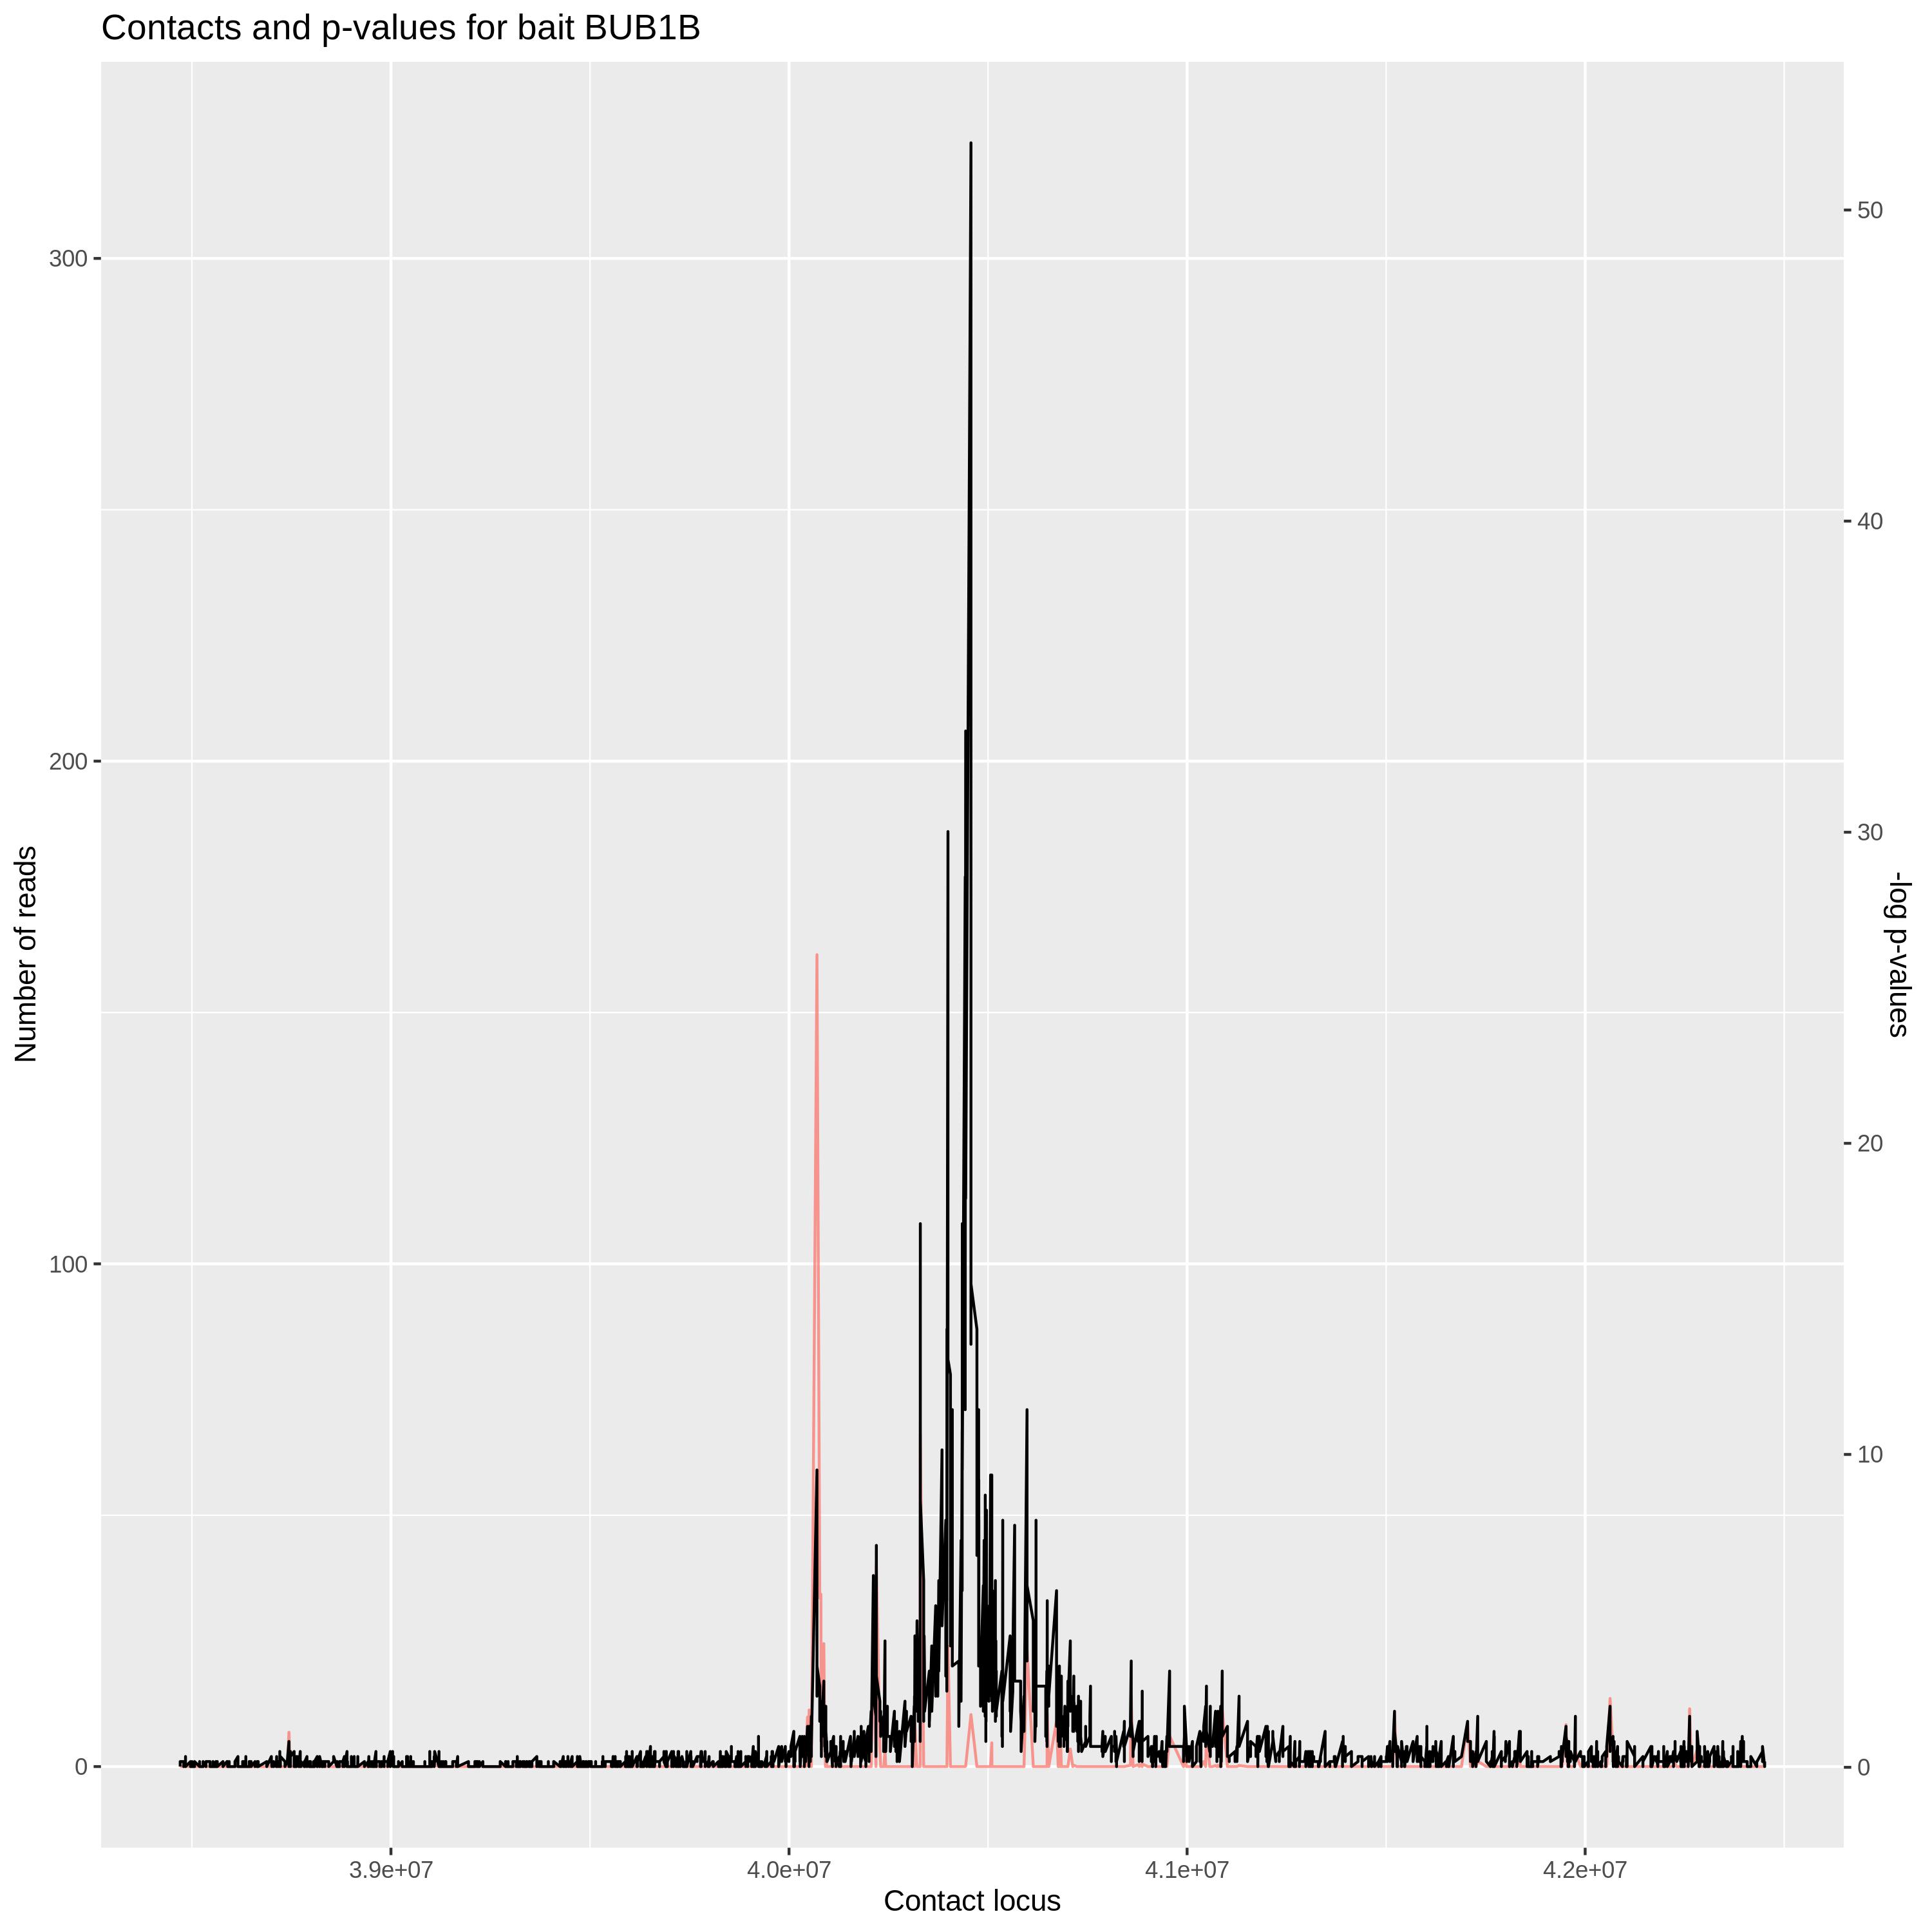 Contacts and p-values for bait BUB1B
300
200
100
0
Number of reads
50
40
30
20
10
0
-log p-values
3.9e+07
4.0e+07
4.1e+07
4.2e+07
Contact locus